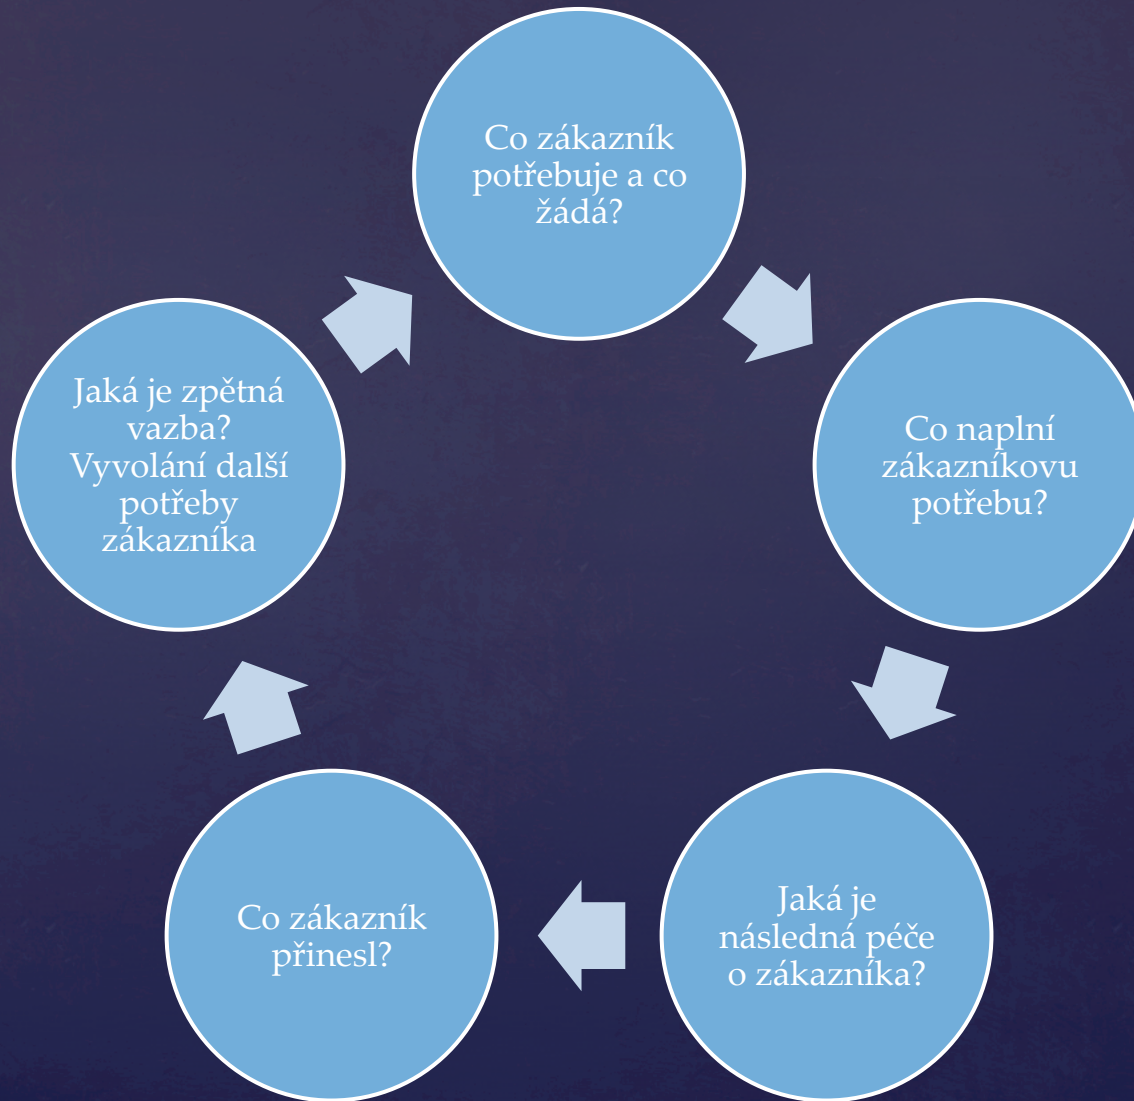 Co zákazník
potřebuje a co
žádá?
Co naplní
zákazníkovu
potřebu?
Jaká je
následná péče
o zákazníka?
Co zákazník
přinesl?
Jaká je zpětná
vazba?
Vyvolání další
potřeby
zákazníka